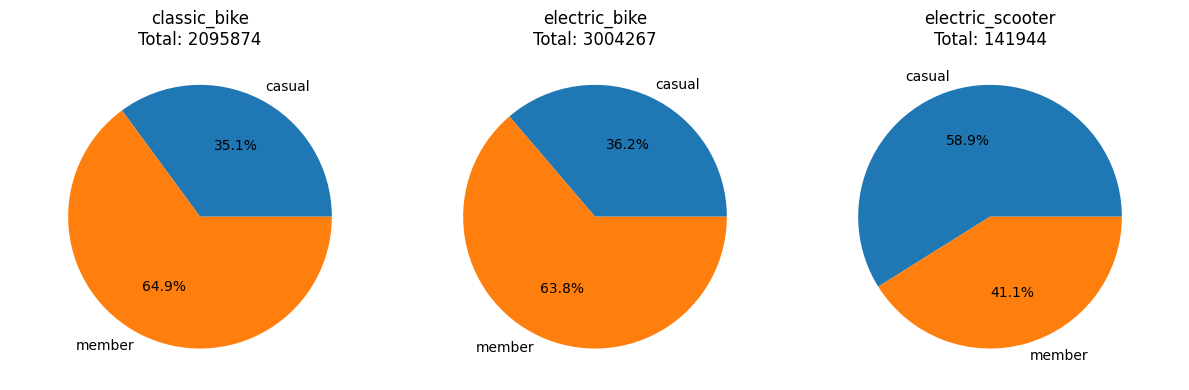 classic_bike
Total: 2095874
casual
35.1%
64.9%
member
electric_bike
Total: 3004267
casual
36.2%
63.8%
member
electric_scooter
Total: 141944
casual
58.9%
41.1%
member